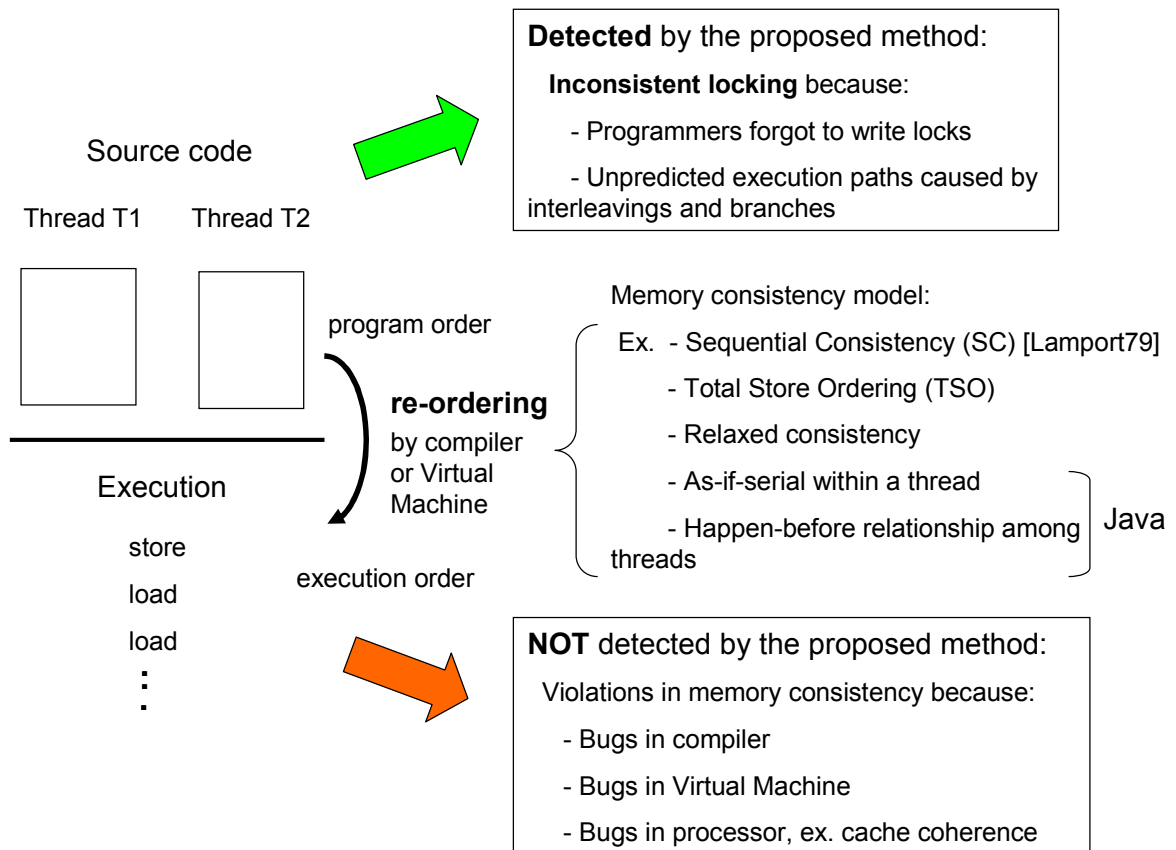 Detected by the proposed method:
Inconsistent locking because:
- Programmers forgot to write locks
- Unpredicted execution paths caused by
interleavings and branches
Source code
Thread T1
Thread T2
program order
re-ordering
by compiler
or Virtual
Machine
Memory consistency model:
Ex. - Sequential Consistency (SC) [Lamport79]
- Total Store Ordering (TSO)
- Relaxed consistency
- As-if-serial within a thread
- Happen-before relationship among
threads
Java
Execution
store
load
load
execution order
NOT detected by the proposed method:
Violations in memory consistency because:
- Bugs in compiler
- Bugs in Virtual Machine
- Bugs in processor, ex. cache coherence